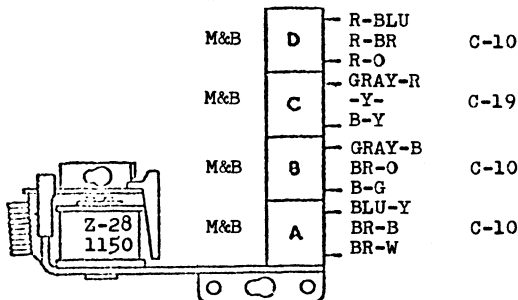 R-BLU
M&B D R-BR C-10
R-O
GRAY-R
M&B C -Y- C-19
B-Y
GRAY-B
M&B B BR-O C-10
B-G
BLU-Y
Z-28 M&B A BR-B C-10
1150 BR-W